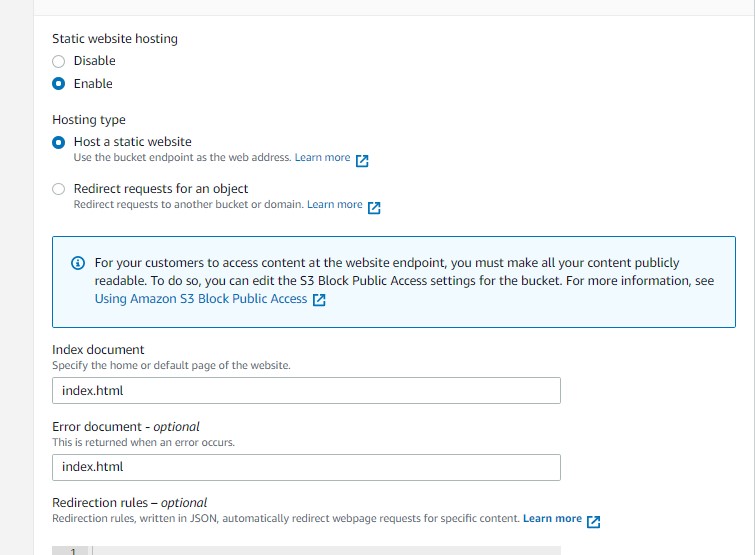 Static website hosting
Disable
Enable
Hosting type
Host a static website
Use the bucket endpoint as the web address. Learn more
Redirect requests for an object
Redirect requests to another bucket or domain. Learn more
For your customers to access content at the website endpoint, you must make all your content publicly
readable. To do so, you can edit the S3 Block Public Access settings for the bucket. For more information, see
Using Amazon S3 Block Public Access
Index document
Specify the home or default page of the website.
index.html
Error document - optional
This is returned when an error occurs.
index.html
Redirection rules – optional
Redirection rules, written in JSON, automatically redirect webpage requests for specific content. Learn more
1